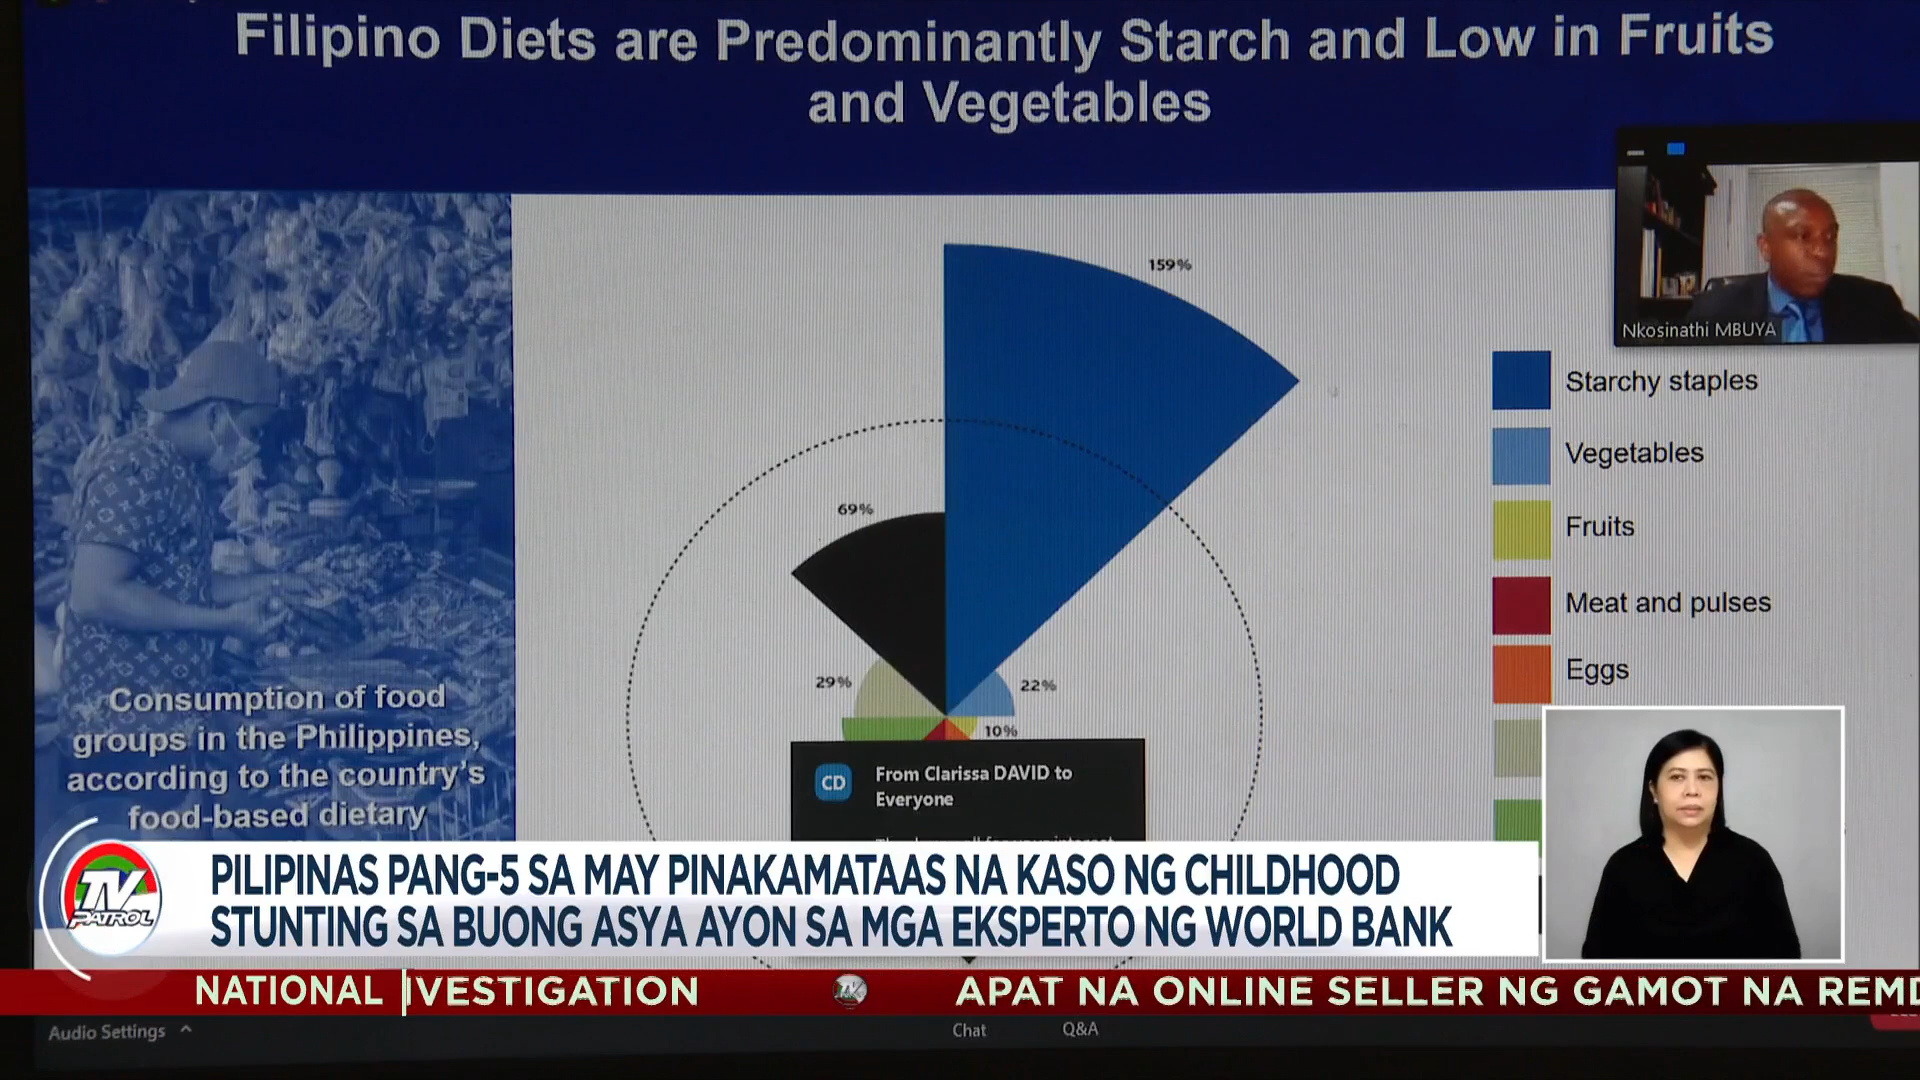 Filipino Diets are Predominantly Starch and Low in Fruits
and Vegetables
Nkosinathi MBUYA
159%
69%
29%
22%
10%
Starchy staples
Vegetables
Fruits
Meat and pulses
Eggs
Consumption of food
groups in the Philippines,
according to the country's
food-based dietary
CD
From Clarissa DAVID to
Everyone
TV
PATROL
PILIPINAS PANG-5 SA MAY PINAKAMATAAS NA KASO NG CHILDHOOD
STUNTING SA BUONG ASYA AYON SA MGA EKSPERTO NG WORLD BANK
NATIONAL IVESTIGATION
APAT NA ONLINE SELLER NG GAMOT NA REMD
Audio Settings
Chat
Q&A